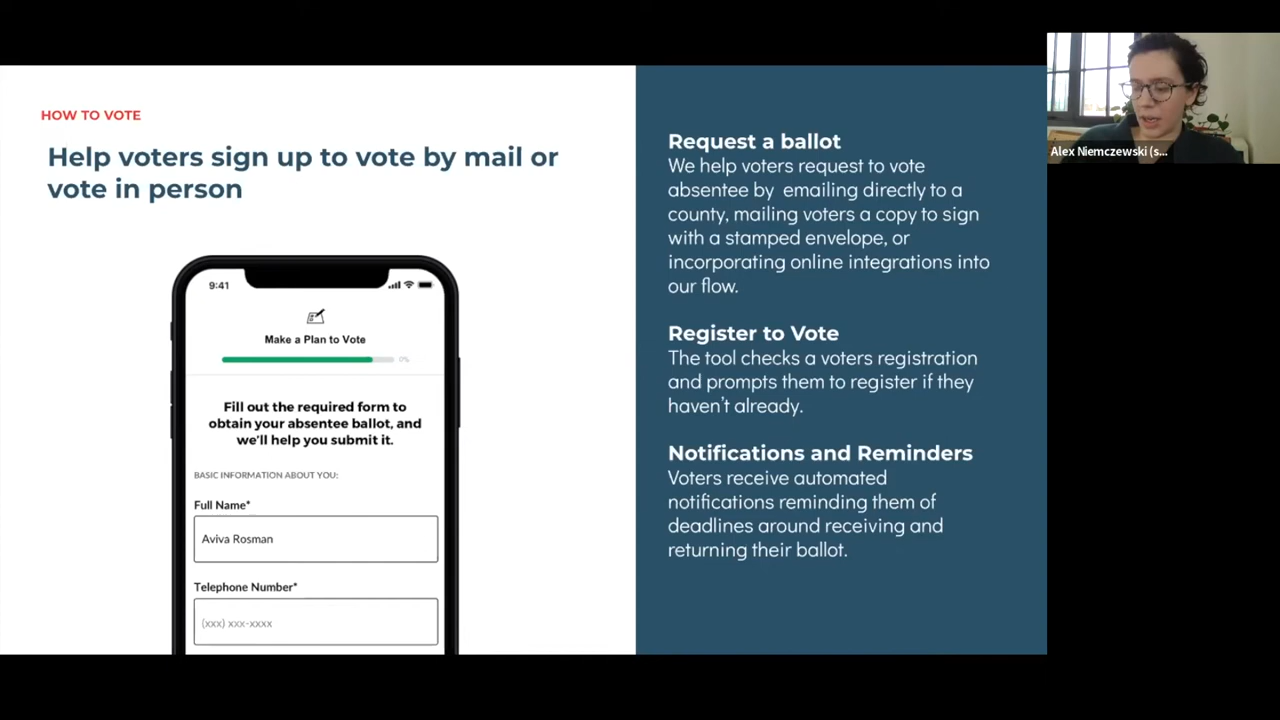 HOW TO VOTE
Help voters sign up to vote by mail or
vote in person
9:41
Make a Plan to Vote
0%
Fill out the required form to
obtain your absentee ballot, and
we'll help you submit it.
BASIC INFORMATION ABOUT YOU:
Full Name*
Aviva Rosman
Telephone Number*
(xxx) xxx-xxxx
Request a ballot
We help voters request to vote
absentee by emailing directly to a
county, mailing voters a copy to sign
with a stamped envelope, or
incorporating online integrations into
our flow.
Register to Vote
The tool checks a voters registration
and prompts them to register if they
haven't already.
Notifications and Reminders
Voters receive automated
notifications reminding them of
deadlines around receiving and
returning their ballot.
Alex Niemczewski (s...